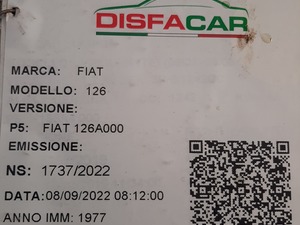 DISFACAR
MARCA: FIAT
MODELLO: 126
VERSIONE:
P5: FIAT 126A000
EMISSIONE:
NS: 1737/2022
DATA: 08/09/2022 08:12:00
ANNO IMM: 1977